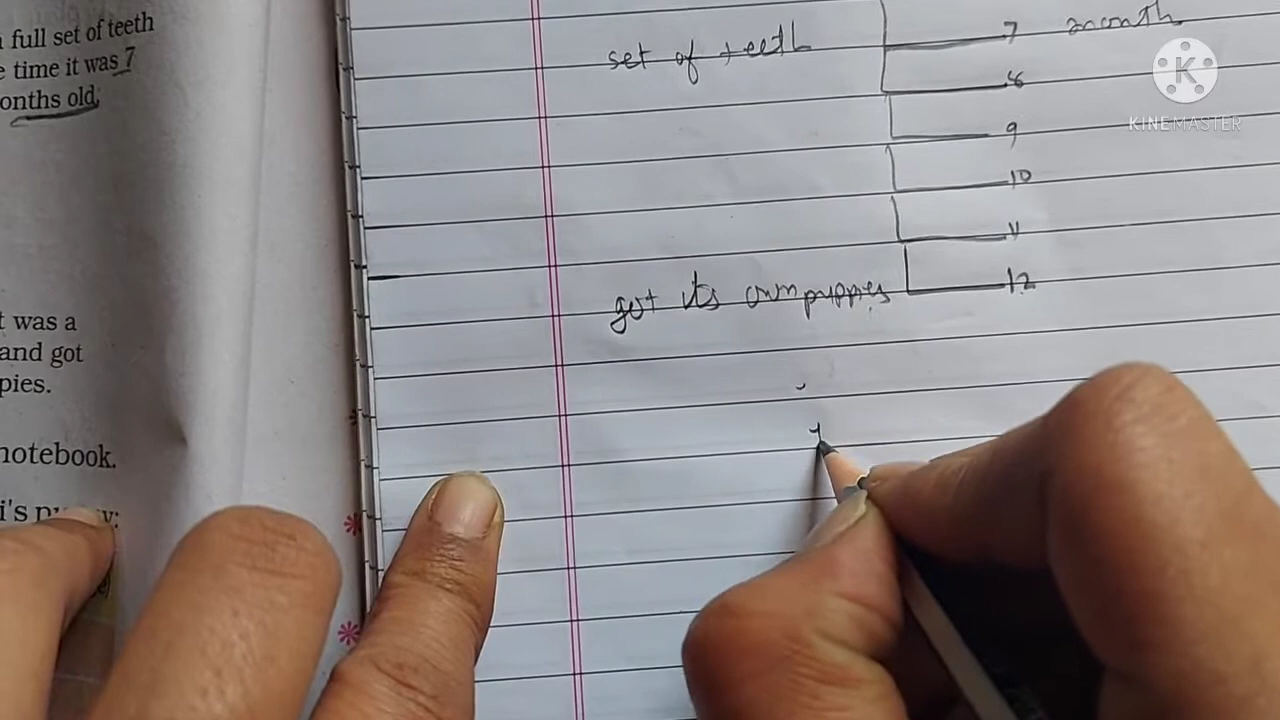 full set of teeth
time it was 7
onths old,
t was a
and got
pies.
notebook.
i's
set of teeth 7 month
8
9
10
11
got its own puppies 12
KINEMASTER